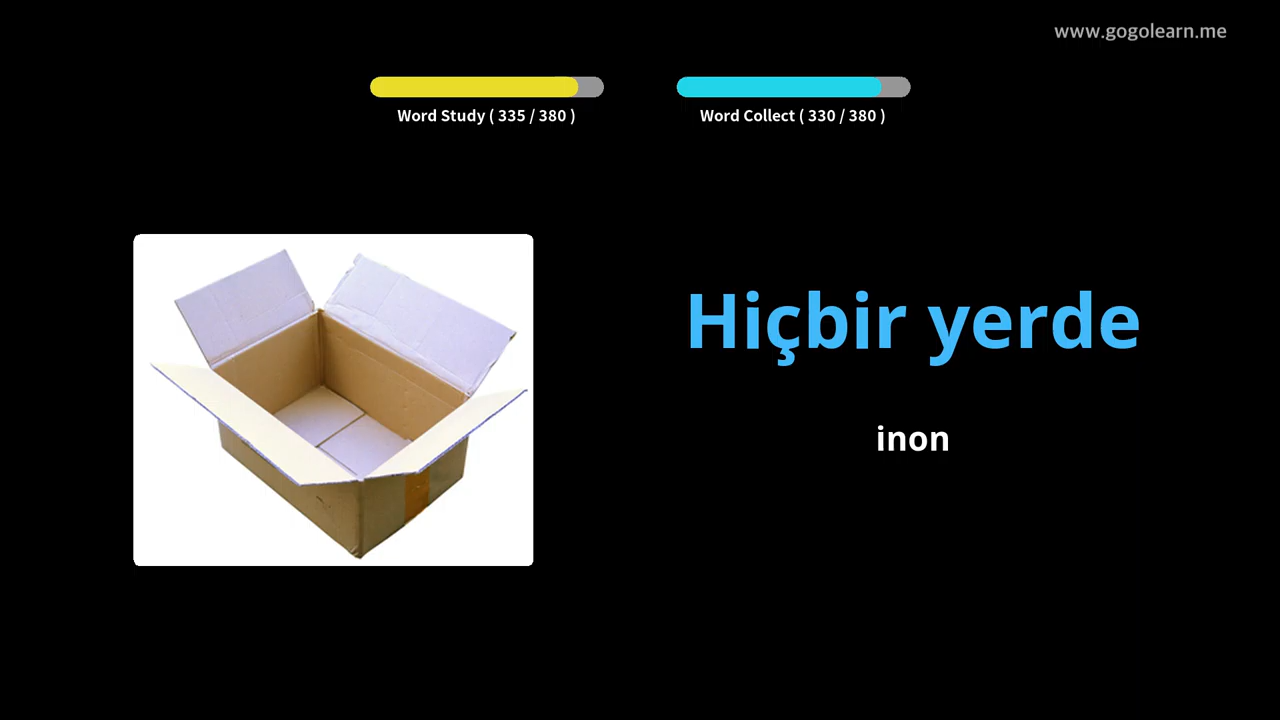 www.gogolearn.me
Word Study ( 335 / 380 )
Word Collect ( 330 / 380 )
Hiçbir yerde
inon